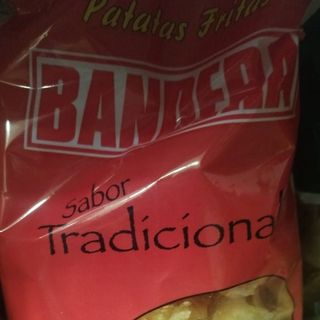 Patatas Fritas
BANDERA
Sabor
Tradicional